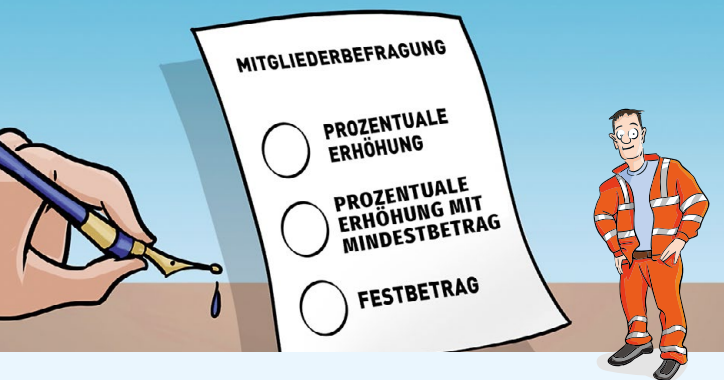 MITGLIEDERBEFRAGUNG
PROZENTUALE
ERHÖHUNG
PROZENTUALE
ERHÖHUNG MIT
MINDESTBETRAG
FESTBETRAG